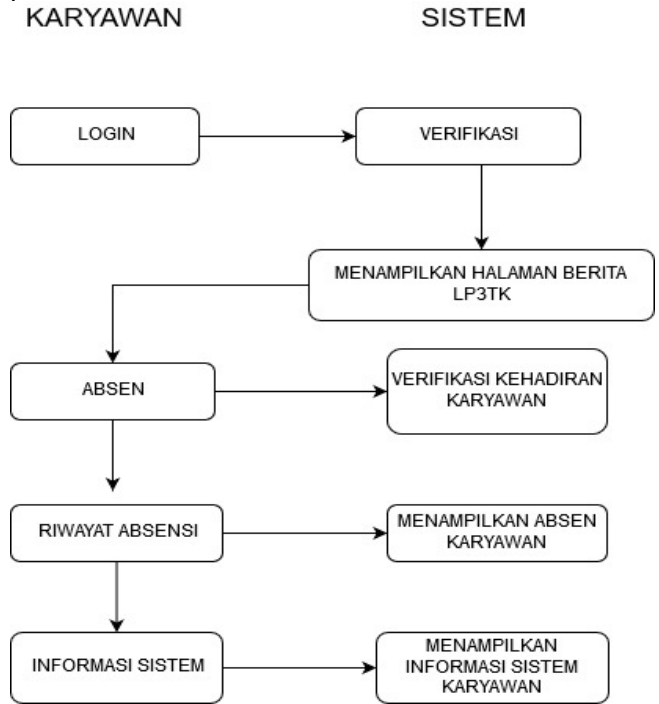 KARYAWAN
SISTEM
LOGIN
VERIFIKASI
MENAMPILKAN HALAMAN BERITA
LP3TK
ABSEN
VERIFIKASI KEHADIRAN
KARYAWAN
RIWAYAT ABSENSI
MENAMPILKAN ABSEN
KARYAWAN
INFORMASI SISTEM
MENAMPILKAN
INFORMASI SISTEM
KARYAWAN